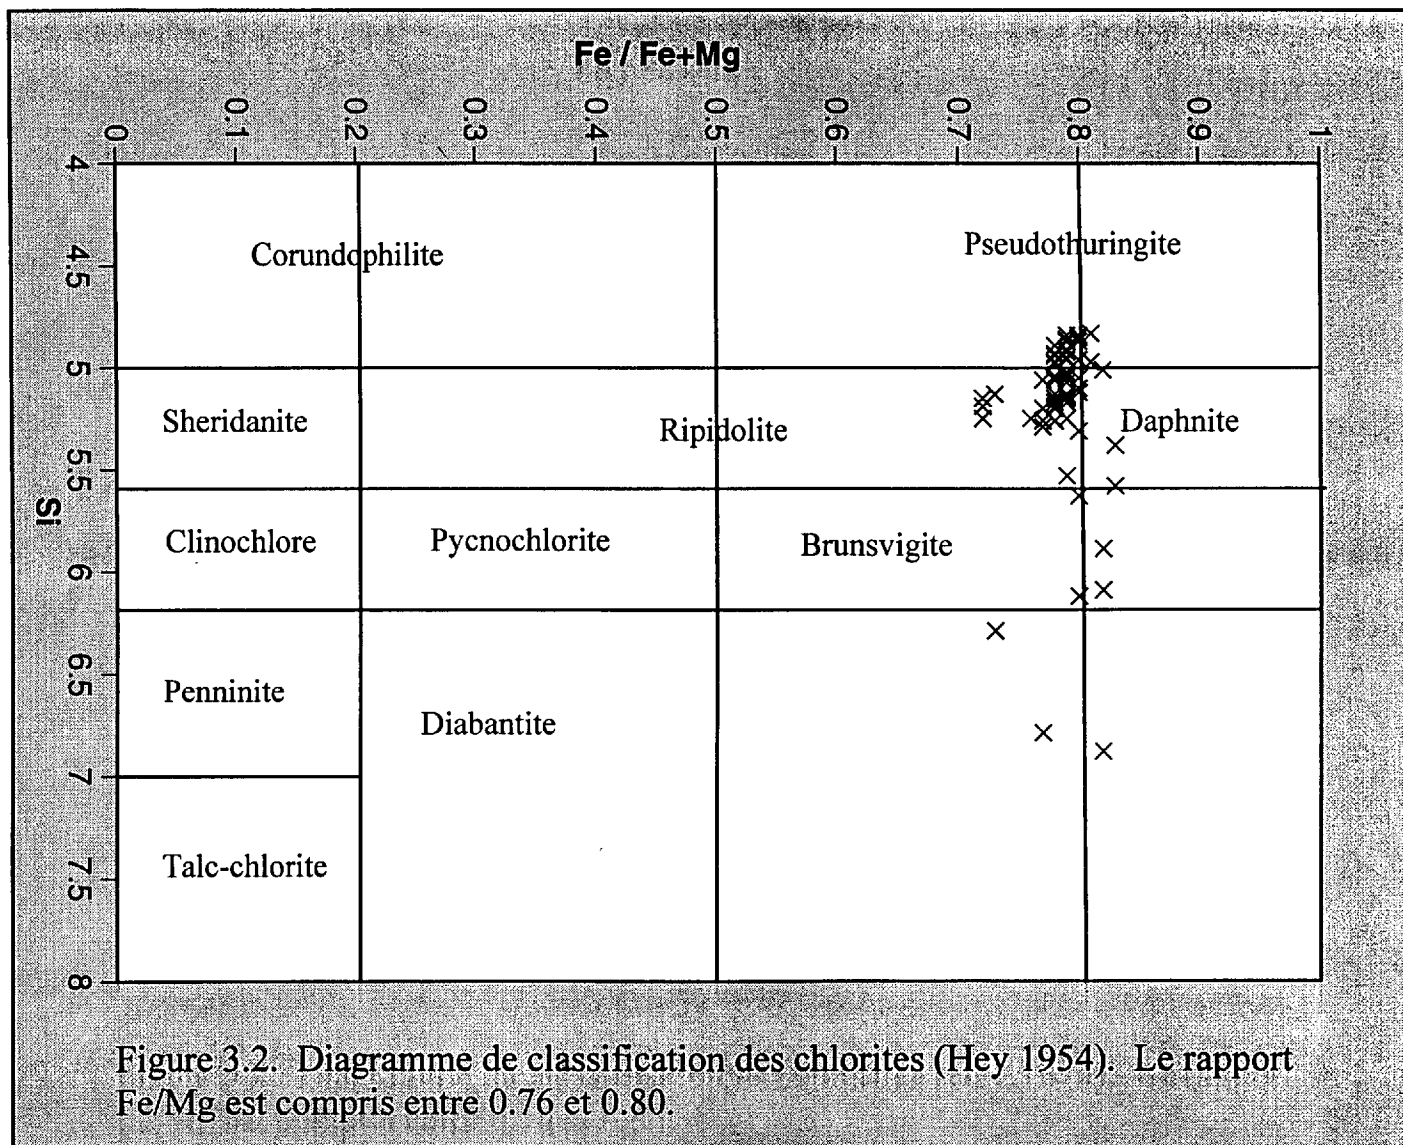 Fe / Fe+Mg
0 0.1 0.2 0.3 0.4 0.5 0.6 0.7 0.8 0.9 1
4
Corundophilite Pseudothuringite
4.5
5
Sheridanite Ripidolite Daphnite
5.5
Si
Clinochlore Pycnochlorite Brunsvigite
6
6.5
Penninite Diabantite
7
Talc-chlorite
7.5
8
Figure 3.2. Diagramme de classification des chlorites (Hey 1954). Le rapport
Fe/Mg est compris entre 0.76 et 0.80.